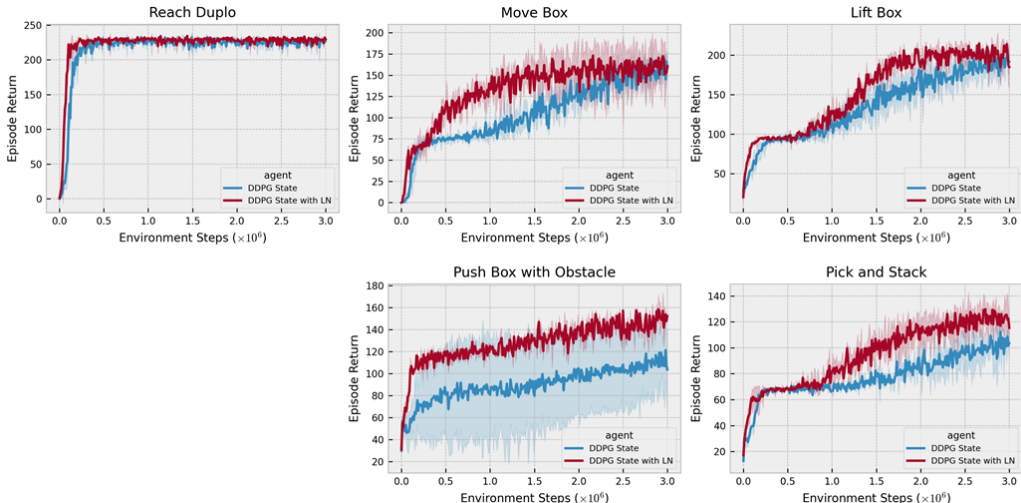 Reach Duplo
Episode Return
250
200
150
100
50
0
agent
DDPG State
DDPG State with LN
0.0 0.5 1.0 1.5 2.0 2.5 3.0
Environment Steps (×10⁶)
Move Box
Episode Return
200
175
150
125
100
75
50
25
0
agent
DDPG State
DDPG State with LN
0.0 0.5 1.0 1.5 2.0 2.5 3.0
Environment Steps (×10⁶)
Lift Box
Episode Return
200
150
100
50
0
agent
DDPG State
DDPG State with LN
0.0 0.5 1.0 1.5 2.0 2.5 3.0
Environment Steps (×10⁶)
Push Box with Obstacle
Episode Return
180
160
140
120
100
80
60
40
20
agent
DDPG State
DDPG State with LN
0.0 0.5 1.0 1.5 2.0 2.5 3.0
Environment Steps (×10⁶)
Pick and Stack
Episode Return
140
120
100
80
60
40
20
agent
DDPG State
DDPG State with LN
0.0 0.5 1.0 1.5 2.0 2.5 3.0
Environment Steps (×10⁶)